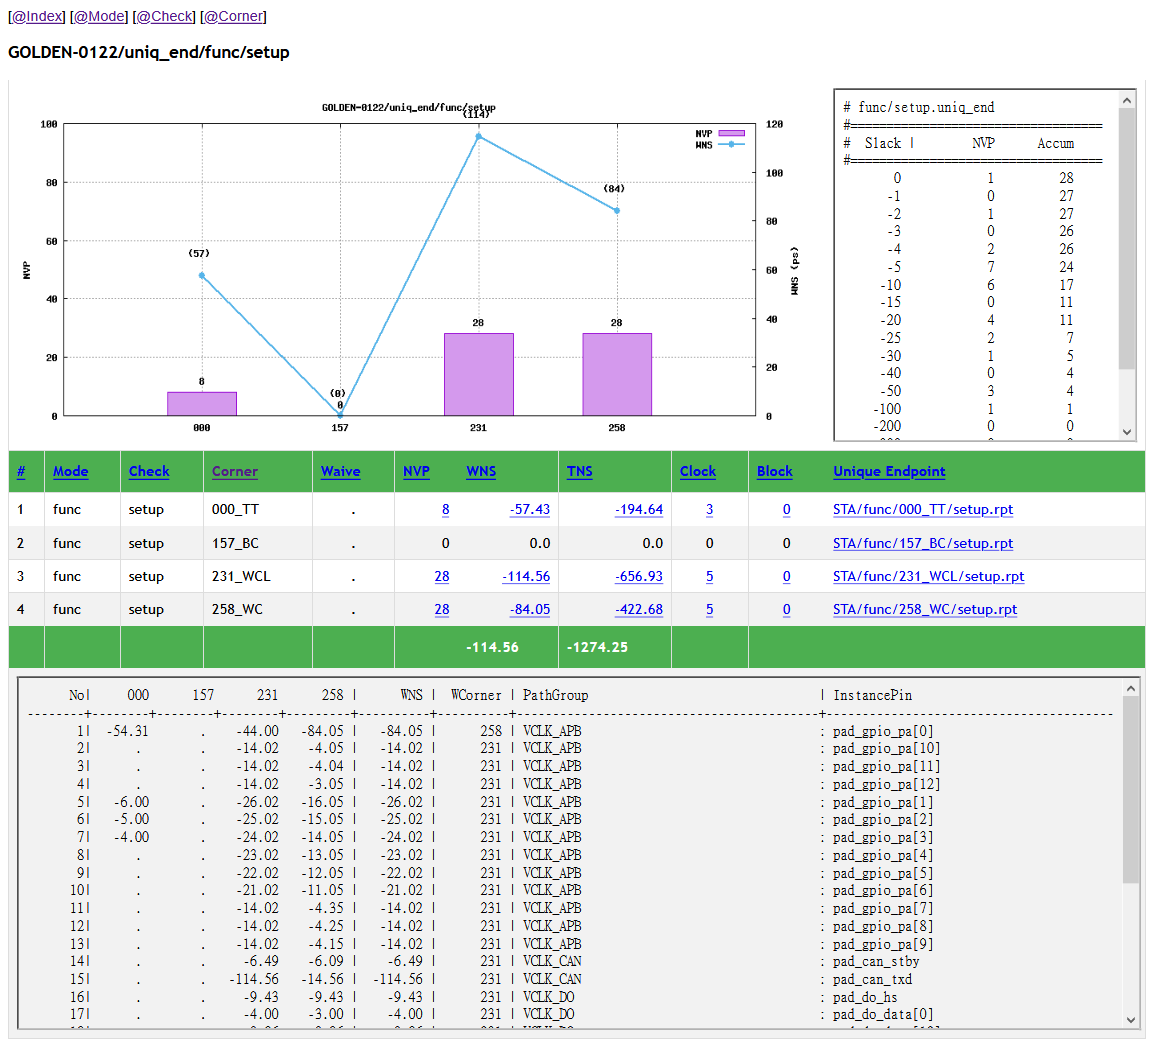 [@Index] [@Mode] [@Check] [@Corner]
GOLDEN-0122/uniq_end/func/setup
GOLDEN-0122/uniq_end/func/setup
(114)
100 120
NVP
WNS
80 100
(84)
80
60
(57)
NVP
60
WNS (ps)
40
40
28 28
20 20
8
(0)
0
0 0
000 157 231 258
# func/setup.uniq_end
#===================================
# Slack | NVP Accum
#===================================
0 1 28
-1 0 27
-2 1 27
-3 0 26
-4 2 26
-5 7 24
-10 6 17
-15 0 11
-20 4 11
-25 2 7
-30 1 5
-40 0 4
-50 3 4
-100 1 1
-200 0 0
# Mode Check Corner Waive NVP WNS TNS Clock Block Unique Endpoint
1 func setup 000_TT . 8 -57.43 -194.64 3 0 STA/func/000_TT/setup.rpt
2 func setup 157_BC . 0 0.0 0.0 0 0 STA/func/157_BC/setup.rpt
3 func setup 231_WCL . 28 -114.56 -656.93 5 0 STA/func/231_WCL/setup.rpt
4 func setup 258_WC . 28 -84.05 -422.68 5 0 STA/func/258_WC/setup.rpt
-114.56 -1274.25
No| 000 157 231 258 | WNS | WCorner | PathGroup | InstancePin
1| -54.31 . -44.00 -84.05 | -84.05 | 258 | VCLK_APB : pad_gpio_pa[0]
2| . . -14.02 -4.05 | -14.02 | 231 | VCLK_APB : pad_gpio_pa[10]
3| . . -14.02 -4.04 | -14.02 | 231 | VCLK_APB : pad_gpio_pa[11]
4| . . -14.02 -3.05 | -14.02 | 231 | VCLK_APB : pad_gpio_pa[12]
5| -6.00 . -26.02 -16.05 | -26.02 | 231 | VCLK_APB : pad_gpio_pa[1]
6| -5.00 . -25.02 -15.05 | -25.02 | 231 | VCLK_APB : pad_gpio_pa[2]
7| -4.00 . -24.02 -14.05 | -24.02 | 231 | VCLK_APB : pad_gpio_pa[3]
8| . . -23.02 -13.05 | -23.02 | 231 | VCLK_APB : pad_gpio_pa[4]
9| . . -22.02 -12.05 | -22.02 | 231 | VCLK_APB : pad_gpio_pa[5]
10| . . -21.02 -11.05 | -21.02 | 231 | VCLK_APB : pad_gpio_pa[6]
11| . . -14.02 -4.35 | -14.02 | 231 | VCLK_APB : pad_gpio_pa[7]
12| . . -14.02 -4.25 | -14.02 | 231 | VCLK_APB : pad_gpio_pa[8]
13| . . -14.02 -4.15 | -14.02 | 231 | VCLK_APB : pad_gpio_pa[9]
14| . . -6.49 -6.09 | -6.49 | 231 | VCLK_CAN : pad_can_stby
15| . . -114.56 -14.56 | -114.56 | 231 | VCLK_CAN : pad_can_txd
16| . . -9.43 -9.43 | -9.43 | 231 | VCLK_DO : pad_do_hs
17| . . -4.00 -3.00 | -4.00 | 231 | VCLK_DO : pad_do_data[0]